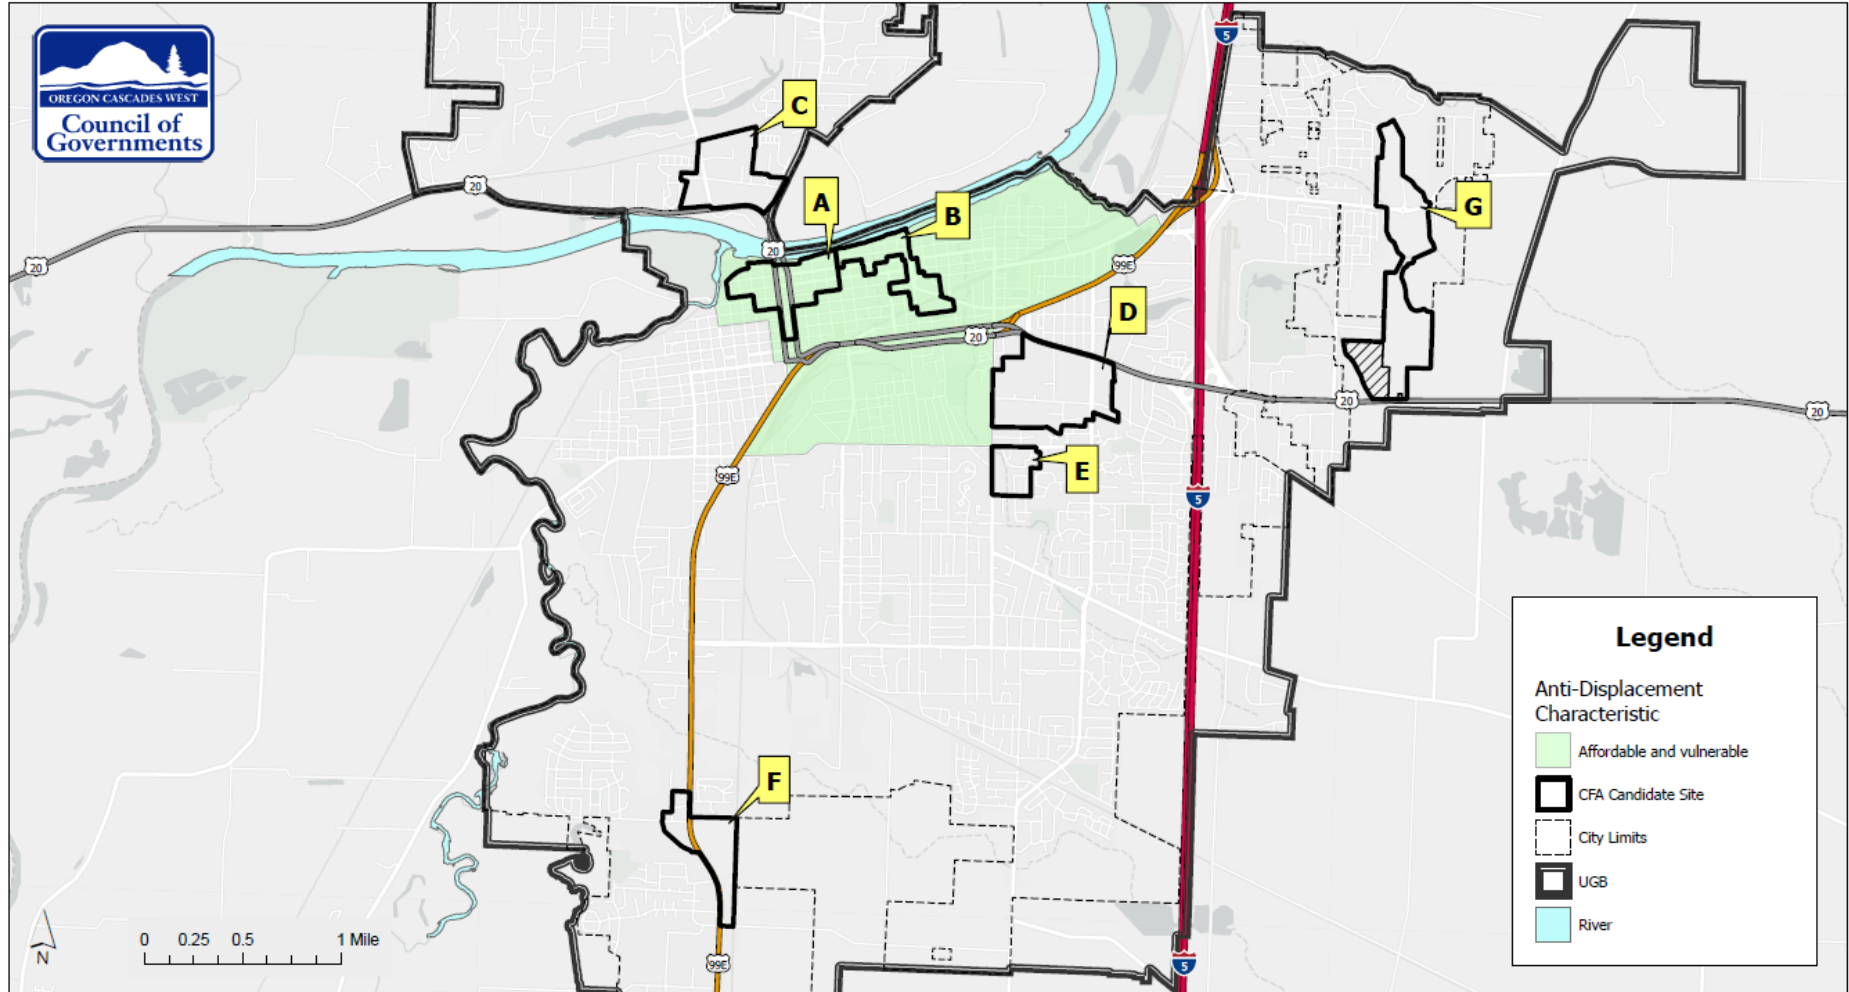 OREGON CASCADES WEST
Council of
Governments
5
C
20
A
B
G
20
20
99E
D
20
20
20
E
99E
5
F
99E
5
0 0.25 0.5 1 Mile
N
Legend
Anti-Displacement
Characteristic
Affordable and vulnerable
CFA Candidate Site
City Limits
UGB
River